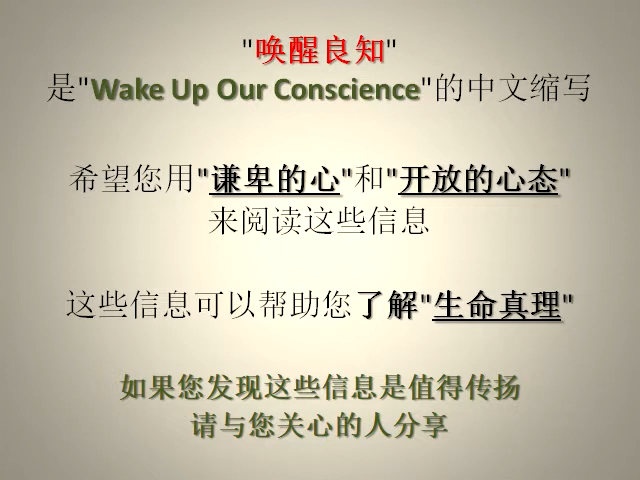 "唤醒良知"
是"Wake Up Our Conscience"的中文缩写
希望您用"谦卑的心"和"开放的心态"
来阅读这些信息
这些信息可以帮助您了解"生命真理"
如果您发现这些信息是值得传扬
请与您关心的人分享